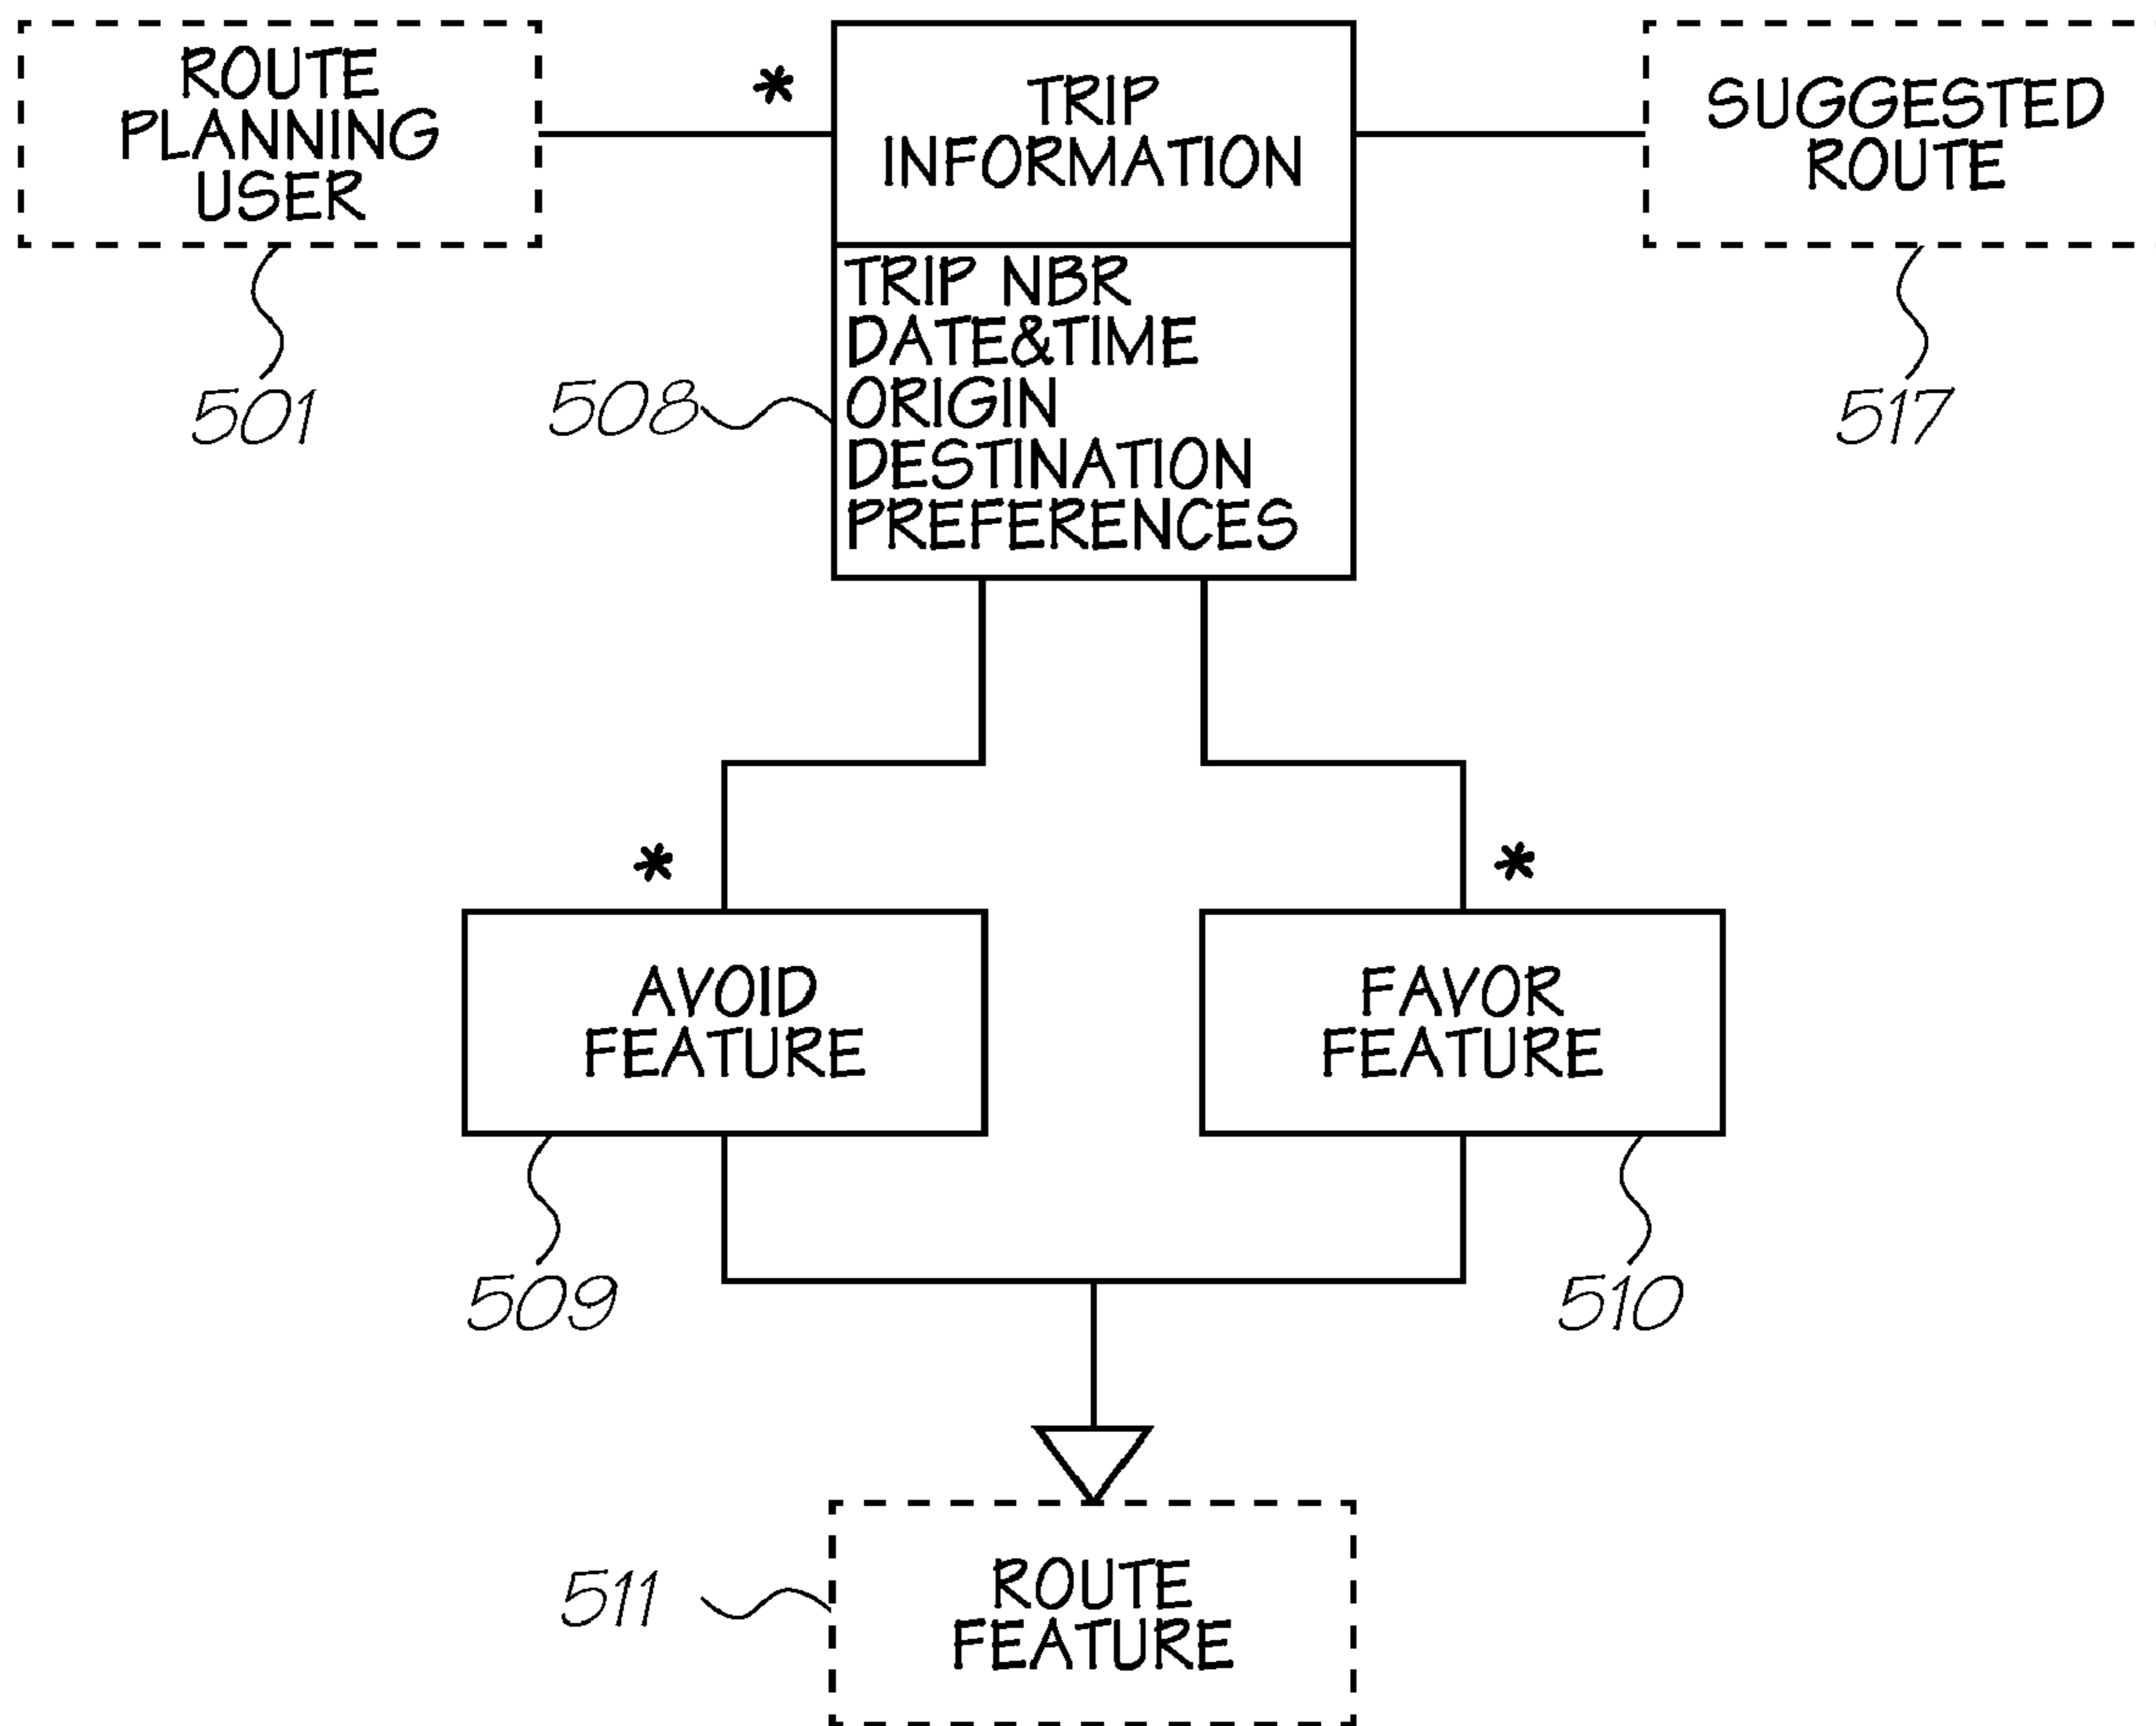 ROUTE
PLANNING
USER
*
TRIP
INFORMATION
SUGGESTED
ROUTE
TRIP NBR
DATE&TIME
ORIGIN
DESTINATION
PREFERENCES
501
508
517
*
*
AVOID
FEATURE
FAVOR
FEATURE
509
510
511
ROUTE
FEATURE